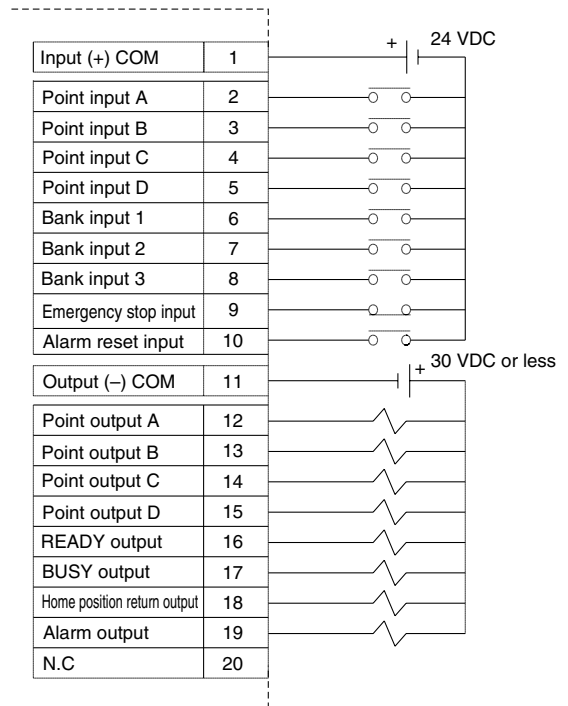 + 24 VDC
Input (+) COM 1
Point input A 2
Point input B 3
Point input C 4
Point input D 5
Bank input 1 6
Bank input 2 7
Bank input 3 8
Emergency stop input 9
Alarm reset input 10
+ 30 VDC or less
Output (–) COM 11
Point output A 12
Point output B 13
Point output C 14
Point output D 15
READY output 16
BUSY output 17
Home position return output 18
Alarm output 19
N.C 20